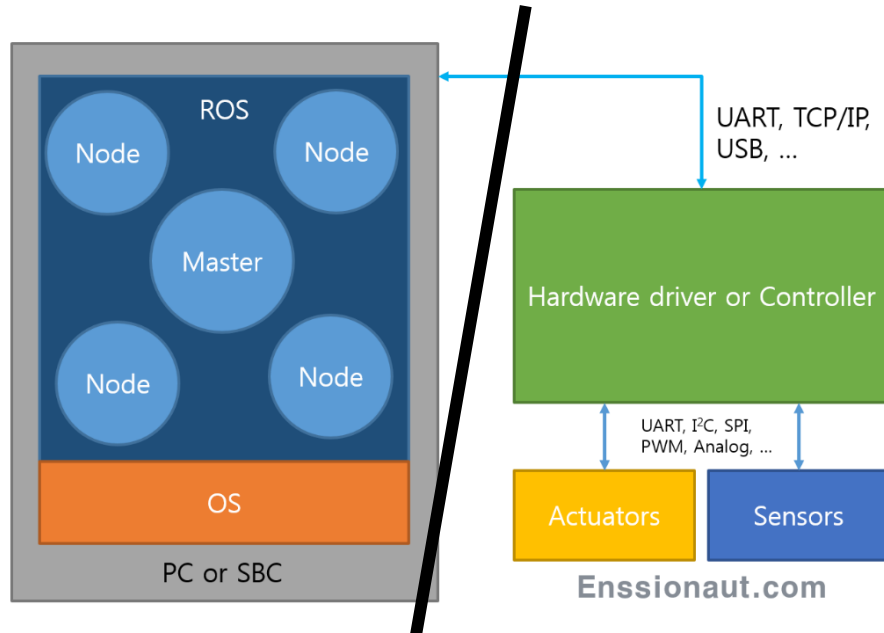 ROS
Node
Node
Master
Node
Node
OS
PC or SBC
UART, TCP/IP,
USB, ...
Hardware driver or Controller
UART, I²C, SPI,
PWM, Analog, ...
Actuators
Sensors
Enssionaut.com